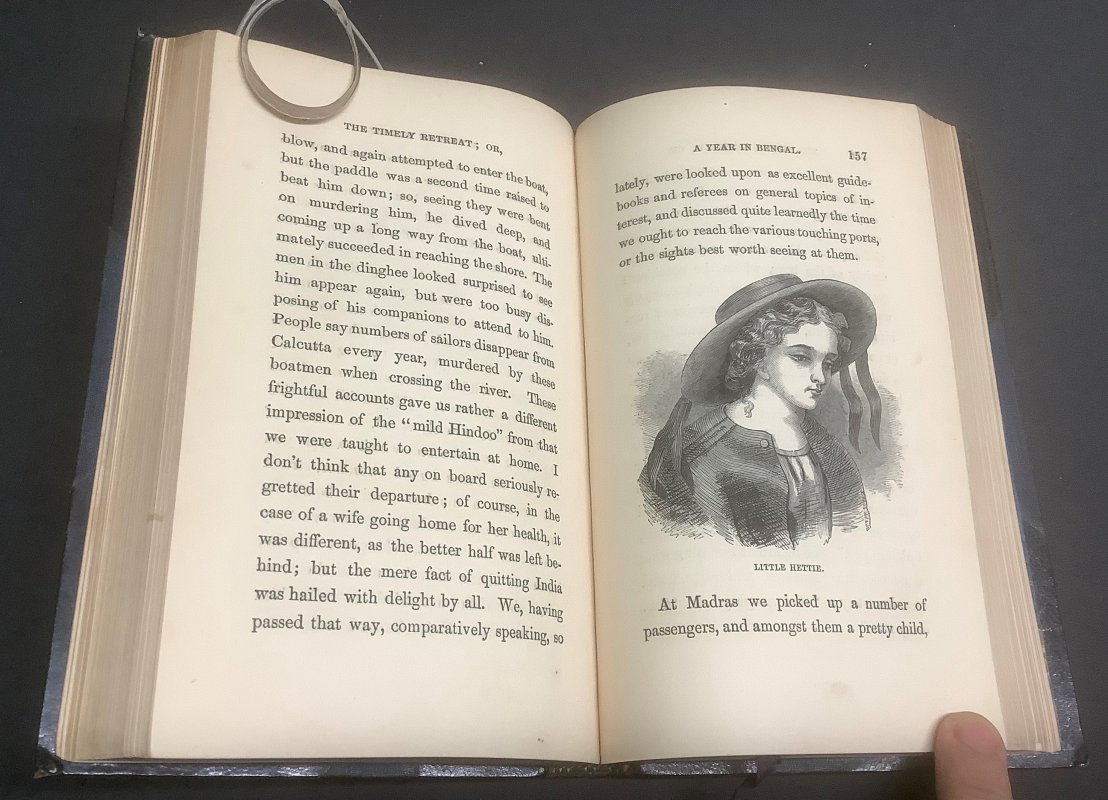 THE TIMELY RETREAT; OR,
blow, and again attempted to enter the boat,
but the paddle was a second time raised to
beat him down; so, seeing they were bent
on murdering him, he dived deep, and
coming up a long way from the boat, ulti-
mately succeeded in reaching the shore. The
men in the dinghee looked surprised to see
him appear again, but were too busy dis-
posing of his companions to attend to him.
People say numbers of sailors disappear from
Calcutta every year, murdered by these
boatmen when crossing the river. These
frightful accounts gave us rather a different
impression of the "mild Hindoo" from that
we were taught to entertain at home. I
don't think that any on board seriously re-
gretted their departure; of course, in the
case of a wife going home for her health, it
was different, as the better half was left be-
hind; but the mere fact of quitting India
was hailed with delight by all. We, having
passed that way, comparatively speaking, so
A YEAR IN BENGAL. 157
lately, were looked upon as excellent guide-
books and referees on general topics of in-
terest, and discussed quite learnedly the time
we ought to reach the various touching ports,
or the sights best worth seeing at them.
LITTLE HETTIE.
At Madras we picked up a number of
passengers, and amongst them a pretty child,